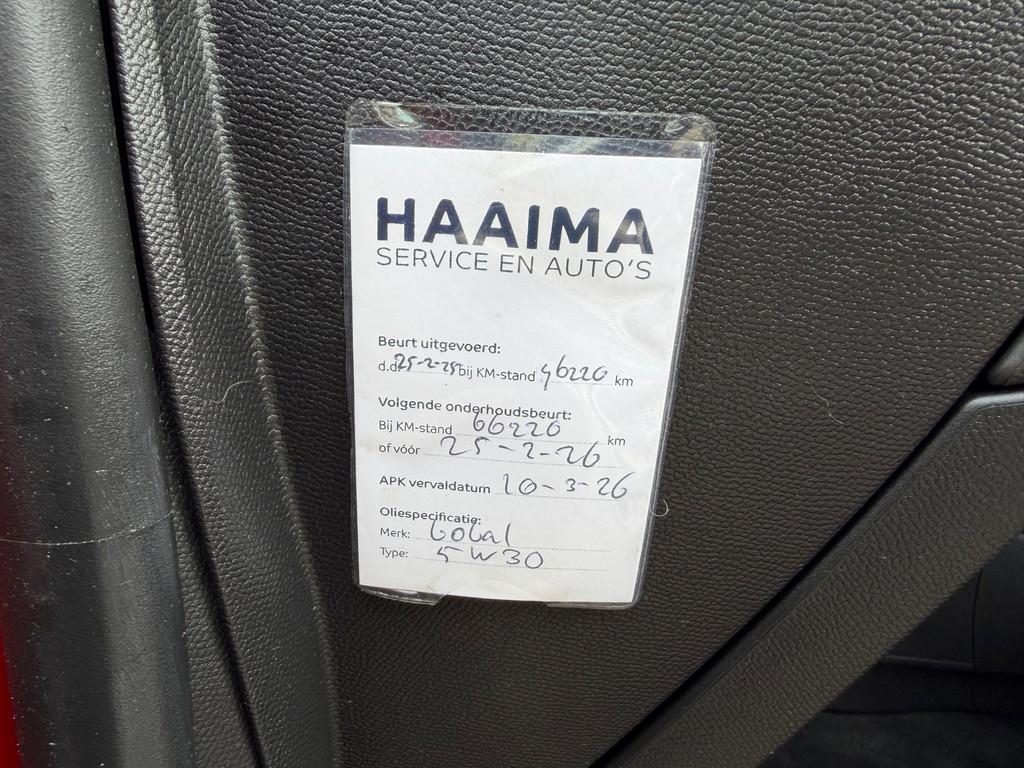 HAAIMA
SERVICE EN AUTO'S
Beurt uitgevoerd:
d.d. 25-2-25 bij KM-stand 46220 km
Volgende onderhoudsbeurt:
Bij KM-stand 66220 km
of vóór 25-2-26
APK vervaldatum 10-3-26
Oliespecificatie:
Merk:
Type: 5W30